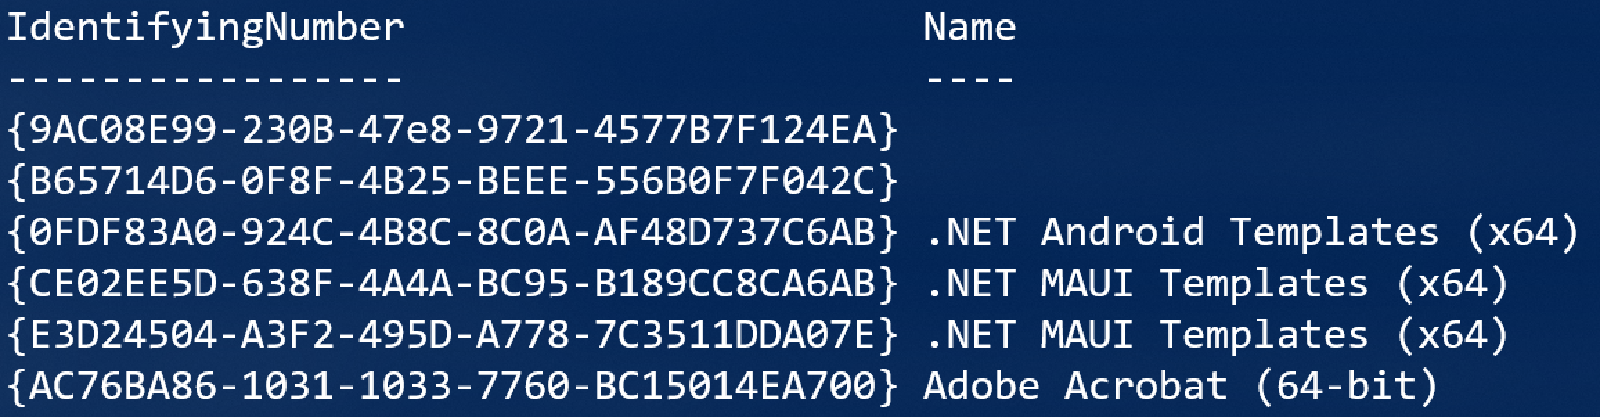 IdentifyingNumber                      Name
-----------------                      ----
{9AC08E99-230B-47e8-9721-4577B7F124EA}
{B65714D6-0F8F-4B25-BEEE-556B0F7F042C}
{0FDF83A0-924C-4B8C-8C0A-AF48D737C6AB} .NET Android Templates (x64)
{CE02EE5D-638F-4A4A-BC95-B189CC8CA6AB} .NET MAUI Templates (x64)
{E3D24504-A3F2-495D-A778-7C3511DDA07E} .NET MAUI Templates (x64)
{AC76BA86-1031-1033-7760-BC15014EA700} Adobe Acrobat (64-bit)